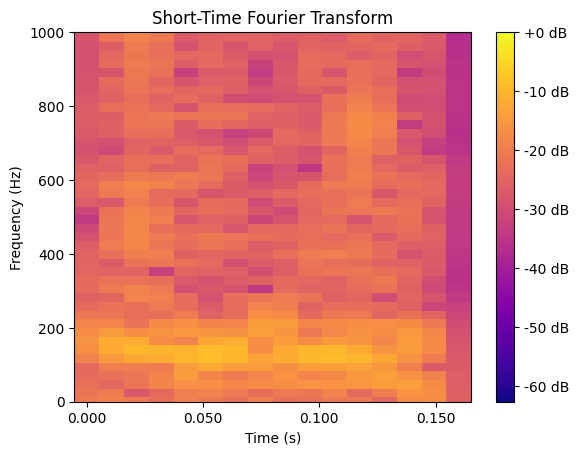 Short-Time Fourier Transform
Frequency (Hz)
1000
800
600
400
200
0
0.000
0.050
0.100
0.150
Time (s)
+0 dB
-10 dB
-20 dB
-30 dB
-40 dB
-50 dB
-60 dB